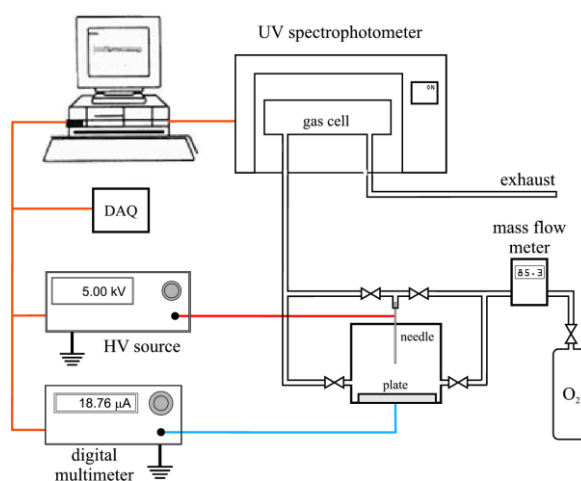 UV spectrophotometer
ON
gas cell
exhaust
DAQ
mass flow
meter
85.3
5.00 kV
HV source
needle
plate
O2
18.76 μA
digital
multimeter